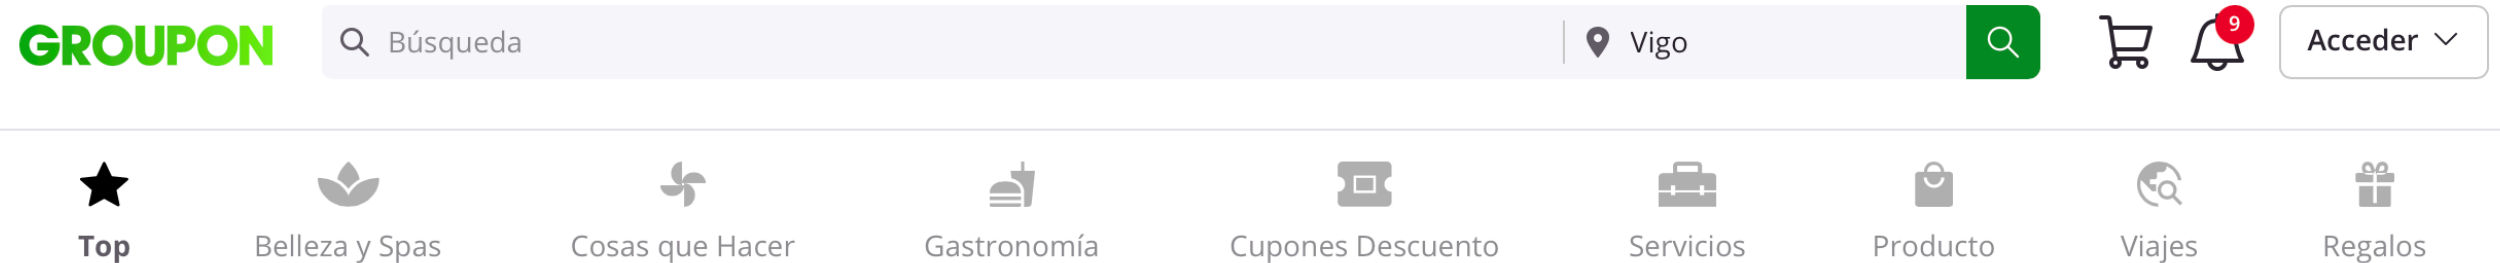 GROUPON
Búsqueda
Vigo
9
Acceder
Top
Belleza y Spas
Cosas que Hacer
Gastronomía
Cupones Descuento
Servicios
Producto
Viajes
Regalos